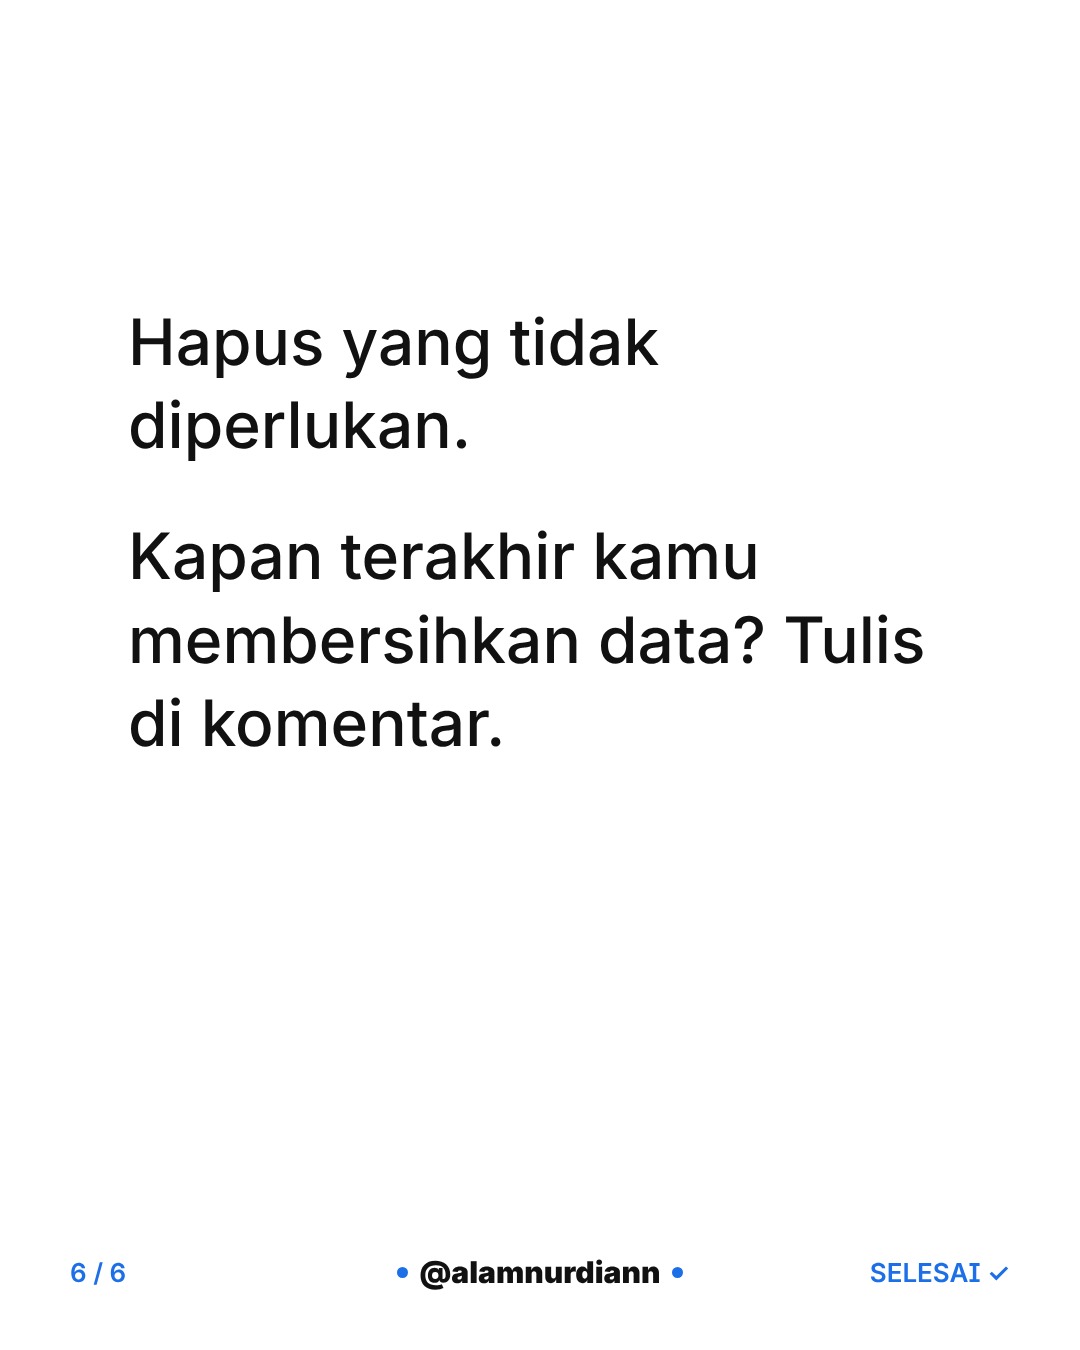 Hapus yang tidak
diperlukan.
Kapan terakhir kamu
membersihkan data? Tulis
di komentar.
6 / 6
• @alamnurdiann •
SELESAI ✓